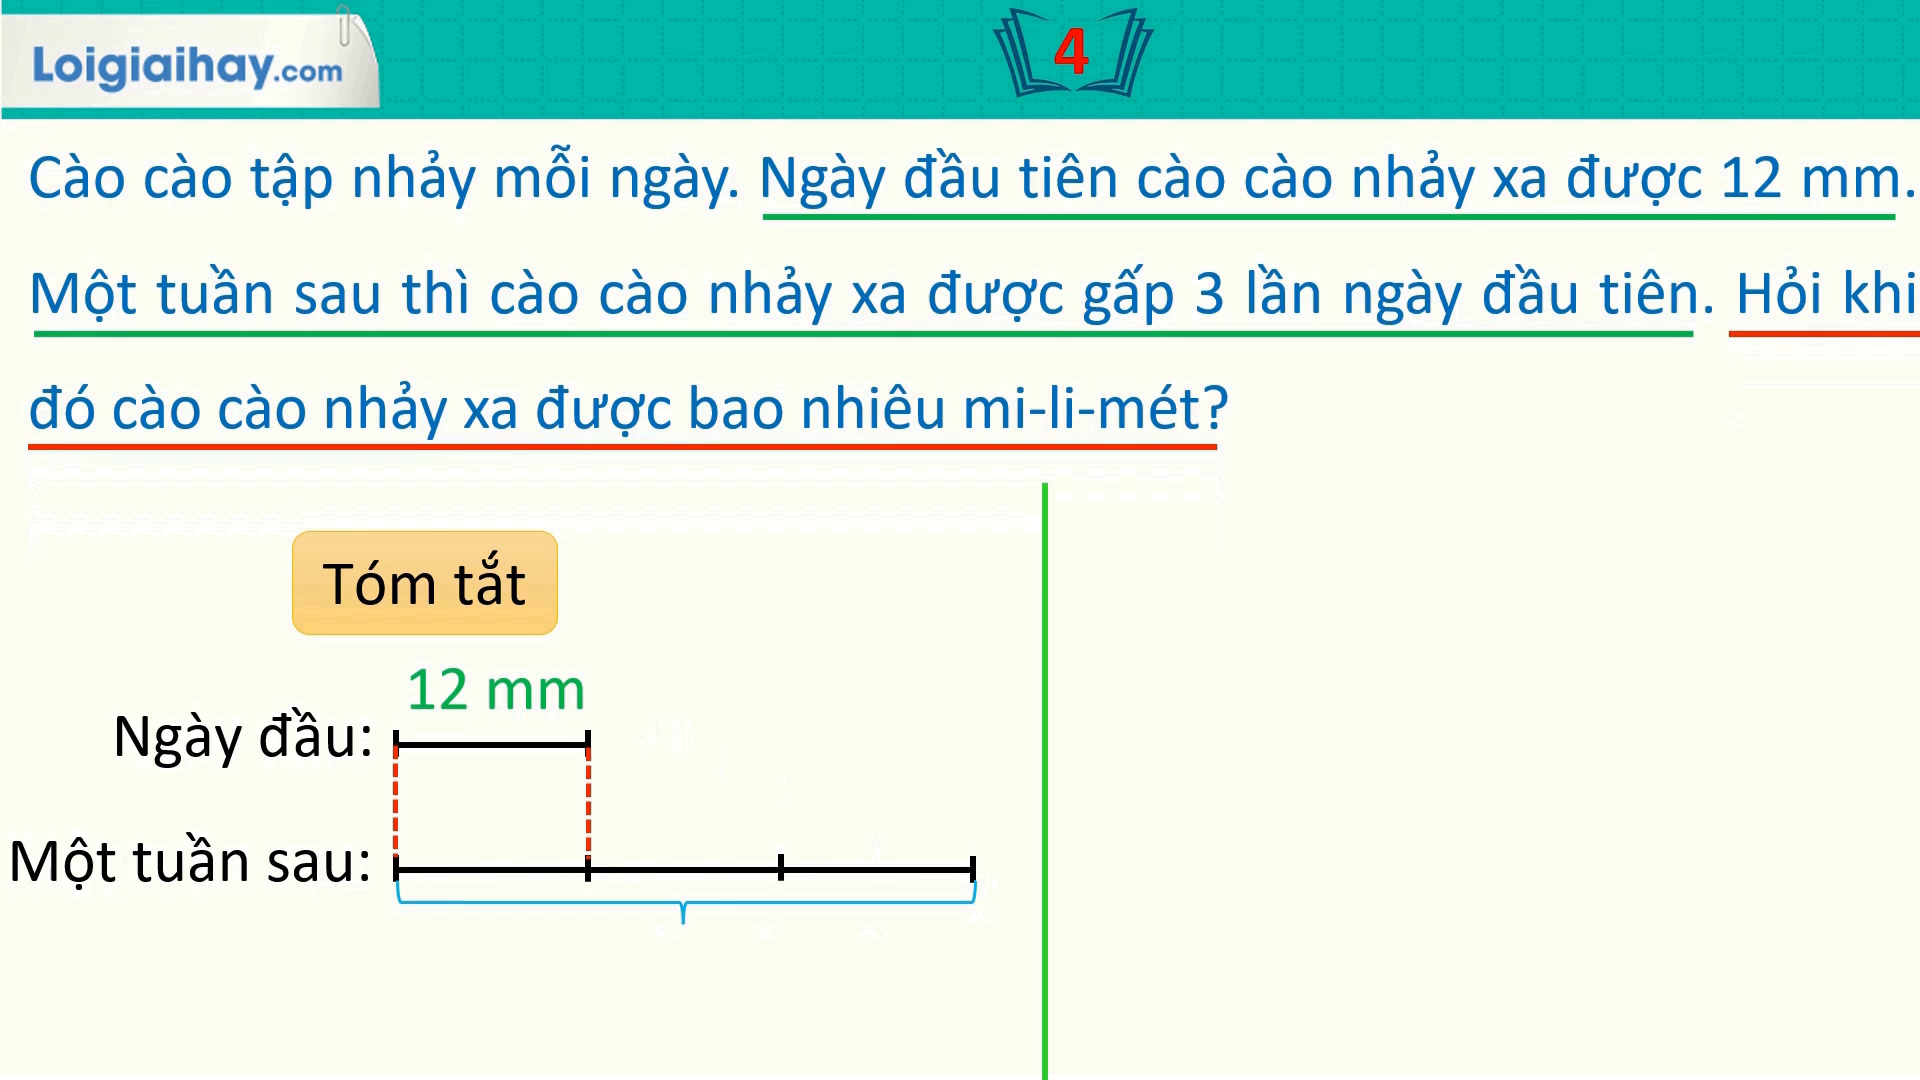 Loigiaihay.com
4
Cào cào tập nhảy mỗi ngày. Ngày đầu tiên cào cào nhảy xa được 12 mm.
Một tuần sau thì cào cào nhảy xa được gấp 3 lần ngày đầu tiên. Hỏi khi
đó cào cào nhảy xa được bao nhiêu mi-li-mét?
Tóm tắt
12 mm
Ngày đầu:
Một tuần sau: